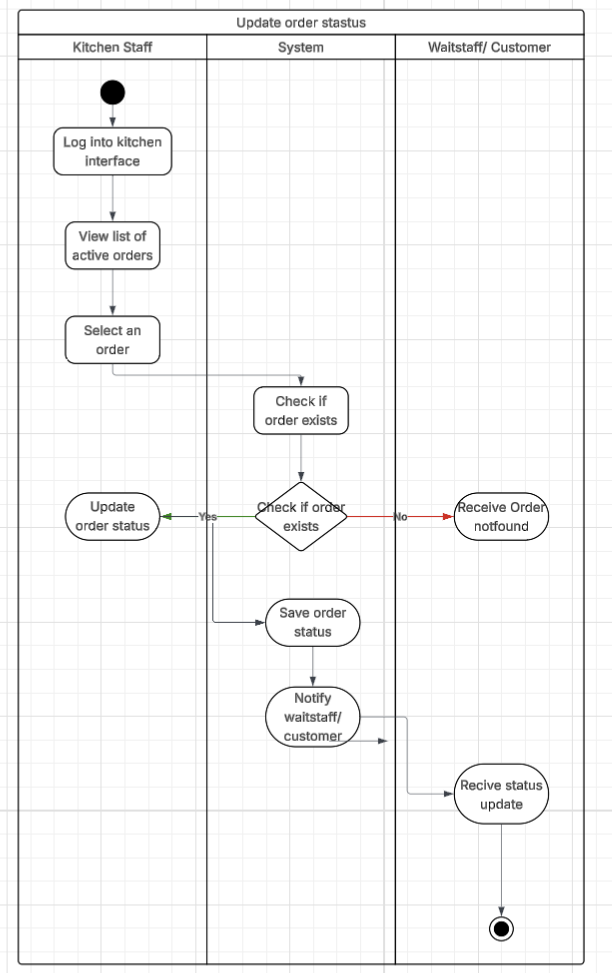 Update order stastus
Kitchen Staff
System
Waitstaff/ Customer
Log into kitchen
interface
View list of
active orders
Select an
order
Check if
order exists
Update
order status
Yes
Check if order
exists
No
Receive Order
notfound
Save order
status
Notify
waitstaff/
customer
Recive status
update